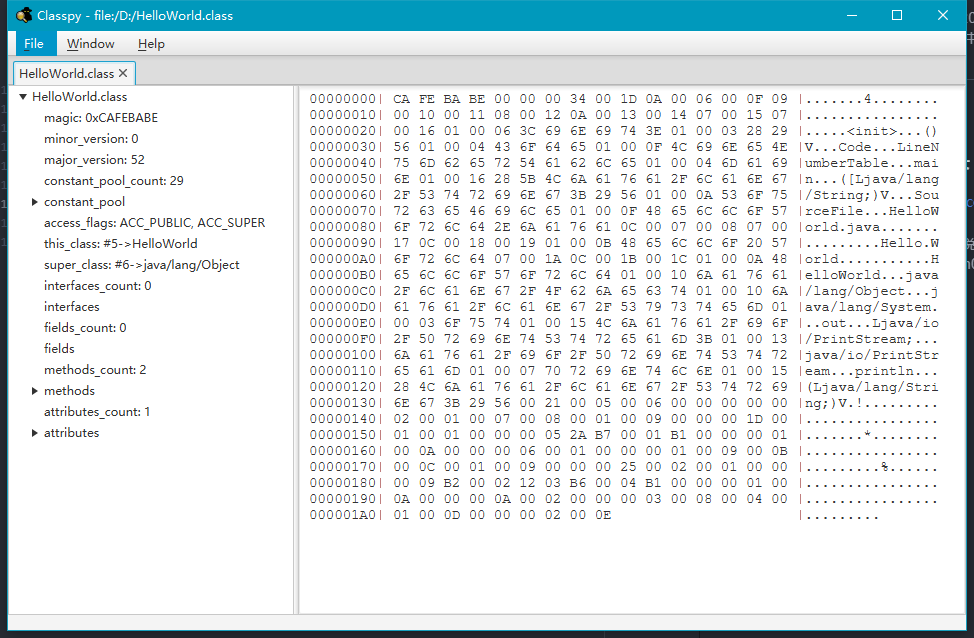 Classpy - file:/D:/HelloWorld.class
File Window Help
HelloWorld.class
HelloWorld.class
magic: 0xCAFEBABE
minor_version: 0
major_version: 52
constant_pool_count: 29
constant_pool
access_flags: ACC_PUBLIC, ACC_SUPER
this_class: #5->HelloWorld
super_class: #6->java/lang/Object
interfaces_count: 0
interfaces
fields_count: 0
fields
methods_count: 2
methods
attributes_count: 1
attributes
00000000| CA FE BA BE 00 00 00 34 00 1D 0A 00 06 00 0F 09 |.......4........
00000010| 00 10 00 11 08 00 12 0A 00 13 00 14 07 00 15 07 |................
00000020| 00 16 01 00 06 3C 69 6E 69 74 3E 01 00 03 28 29 |.....<init>...()
00000030| 56 01 00 04 43 6F 64 65 01 00 0F 4C 69 6E 65 4E |V...Code...LineN
00000040| 75 6D 62 65 72 54 61 62 6C 65 01 00 04 6D 61 69 |umberTable...mai
00000050| 6E 01 00 16 28 5B 4C 6A 61 76 61 2F 6C 61 6E 67 |n...([Ljava/lang
00000060| 2F 53 74 72 69 6E 67 3B 29 56 01 00 0A 53 6F 75 |/String;)V...Sou
00000070| 72 63 65 46 69 6C 65 01 00 0F 48 65 6C 6C 6F 57 |rceFile...HelloW
00000080| 6F 72 6C 64 2E 6A 61 76 61 0C 00 07 00 08 07 00 |orld.java.......
00000090| 17 0C 00 18 00 19 01 00 0B 48 65 6C 6C 6F 20 57 |.........Hello.W
000000A0| 6F 72 6C 64 07 00 1A 0C 00 1B 00 1C 01 00 0A 48 |orld...........H
000000B0| 65 6C 6C 6F 57 6F 72 6C 64 01 00 10 6A 61 76 61 |elloWorld...java
000000C0| 2F 6C 61 6E 67 2F 4F 62 6A 65 63 74 01 00 10 6A |/lang/Object...j
000000D0| 61 76 61 2F 6C 61 6E 67 2F 53 79 73 74 65 6D 01 |ava/lang/System.
000000E0| 00 03 6F 75 74 01 00 15 4C 6A 61 76 61 2F 69 6F |..out...Ljava/io
000000F0| 2F 50 72 69 6E 74 53 74 72 65 61 6D 3B 01 00 13 |/PrintStream;...
00000100| 6A 61 76 61 2F 69 6F 2F 50 72 69 6E 74 53 74 72 |java/io/PrintStr
00000110| 65 61 6D 01 00 07 70 72 69 6E 74 6C 6E 01 00 15 |eam...println...
00000120| 28 4C 6A 61 76 61 2F 6C 61 6E 67 2F 53 74 72 69 |(Ljava/lang/Stri
00000130| 6E 67 3B 29 56 00 21 00 05 00 06 00 00 00 00 00 |ng;)V.!.........
00000140| 02 00 01 00 07 00 08 00 01 00 09 00 00 00 1D 00 |................
00000150| 01 00 01 00 00 00 05 2A B7 00 01 B1 00 00 00 01 |.......*........
00000160| 00 0A 00 00 00 06 00 01 00 00 00 01 00 09 00 0B |................
00000170| 00 0C 00 01 00 09 00 00 00 25 00 02 00 01 00 00 |.........%......
00000180| 00 09 B2 00 02 12 03 B6 00 04 B1 00 00 00 01 00 |................
00000190| 0A 00 00 00 0A 00 02 00 00 00 03 00 08 00 04 00 |................
000001A0| 01 00 0D 00 00 00 02 00 0E |.........